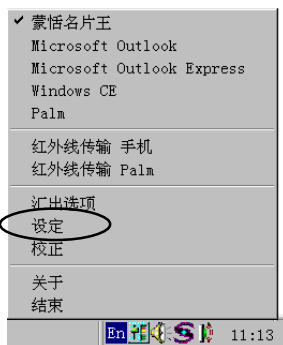 蒙恬名片王
Microsoft Outlook
Microsoft Outlook Express
Windows CE
Palm
红外线传输 手机
红外线传输 Palm
汇出选项
设定
校正
关于
结束
En
11:13